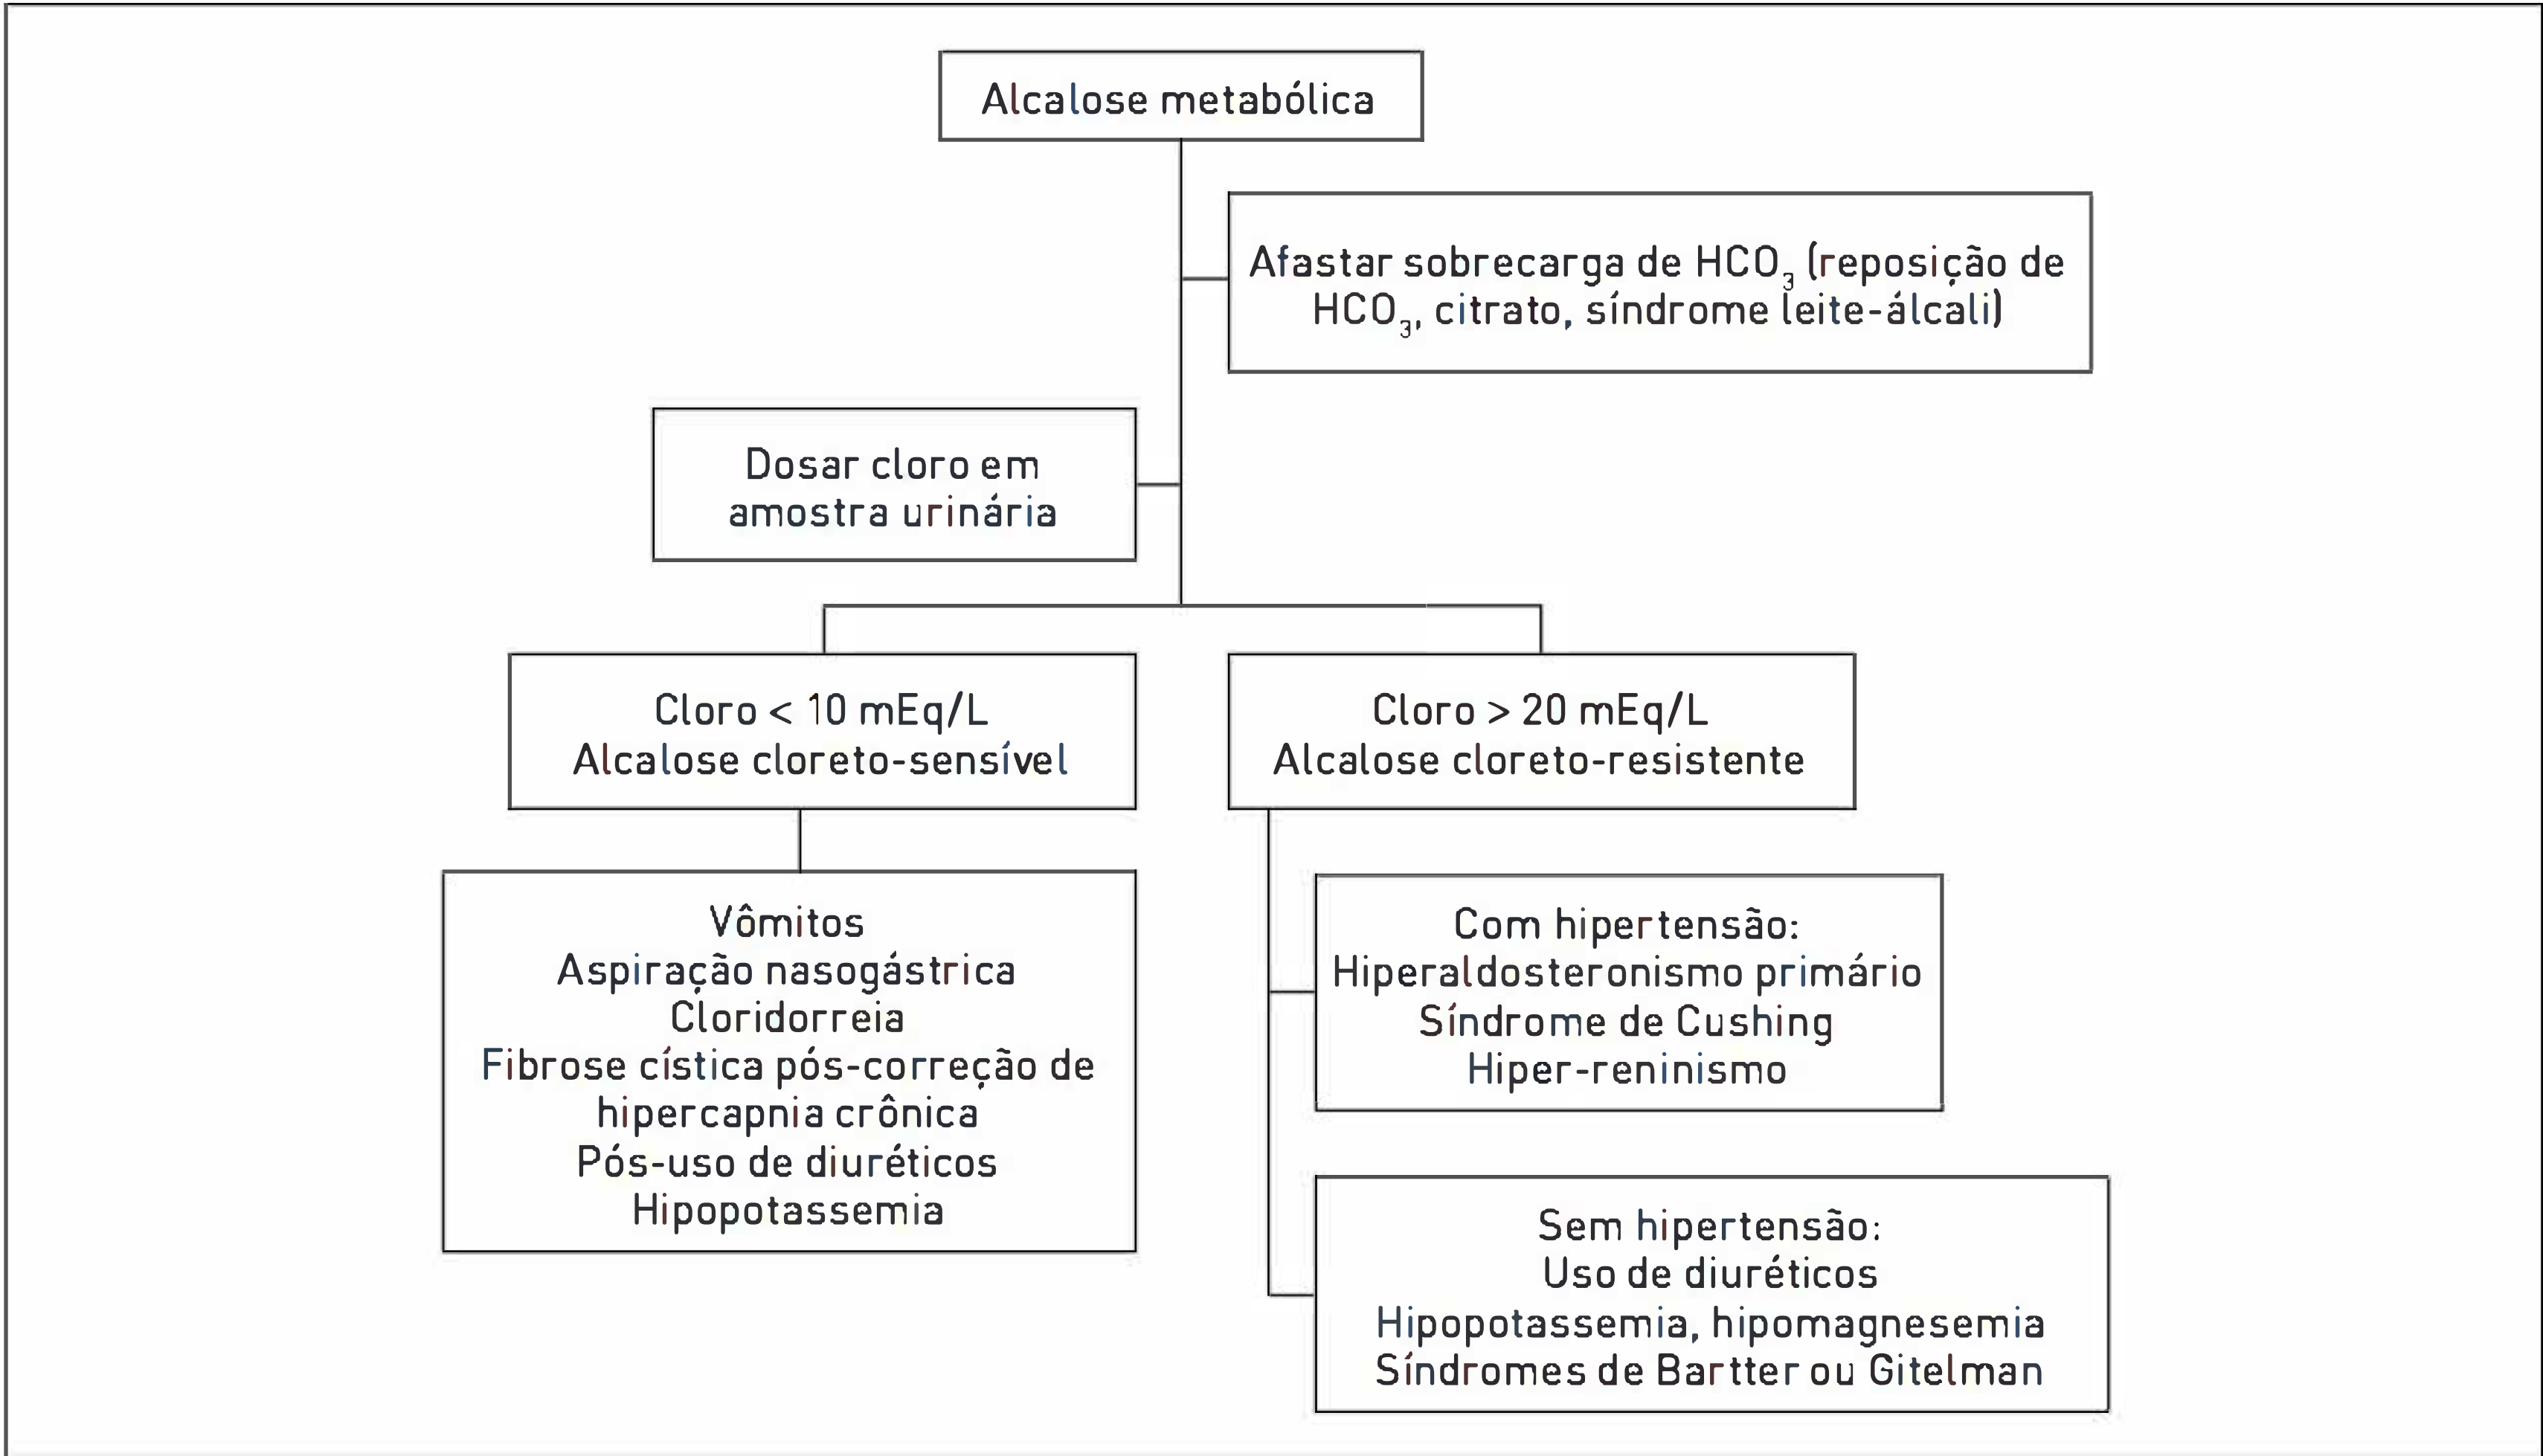 Alcalose metabólica
Afastar sobrecarga de HCO₃ (reposição de
HCO₃, citrato, síndrome leite-álcali)
Dosar cloro em
amostra urinária
Cloro < 10 mEq/L
Alcalose cloreto-sensível
Cloro > 20 mEq/L
Alcalose cloreto-resistente
Vômitos
Aspiração nasogástrica
Cloridorreia
Fibrose cística pós-correção de
hipercapnia crônica
Pós-uso de diuréticos
Hipopotassemia
Com hipertensão:
Hiperaldosteronismo primário
Síndrome de Cushing
Hiper-reninismo
Sem hipertensão:
Uso de diuréticos
Hipopotassemia, hipomagnesemia
Síndromes de Bartter ou Gitelman